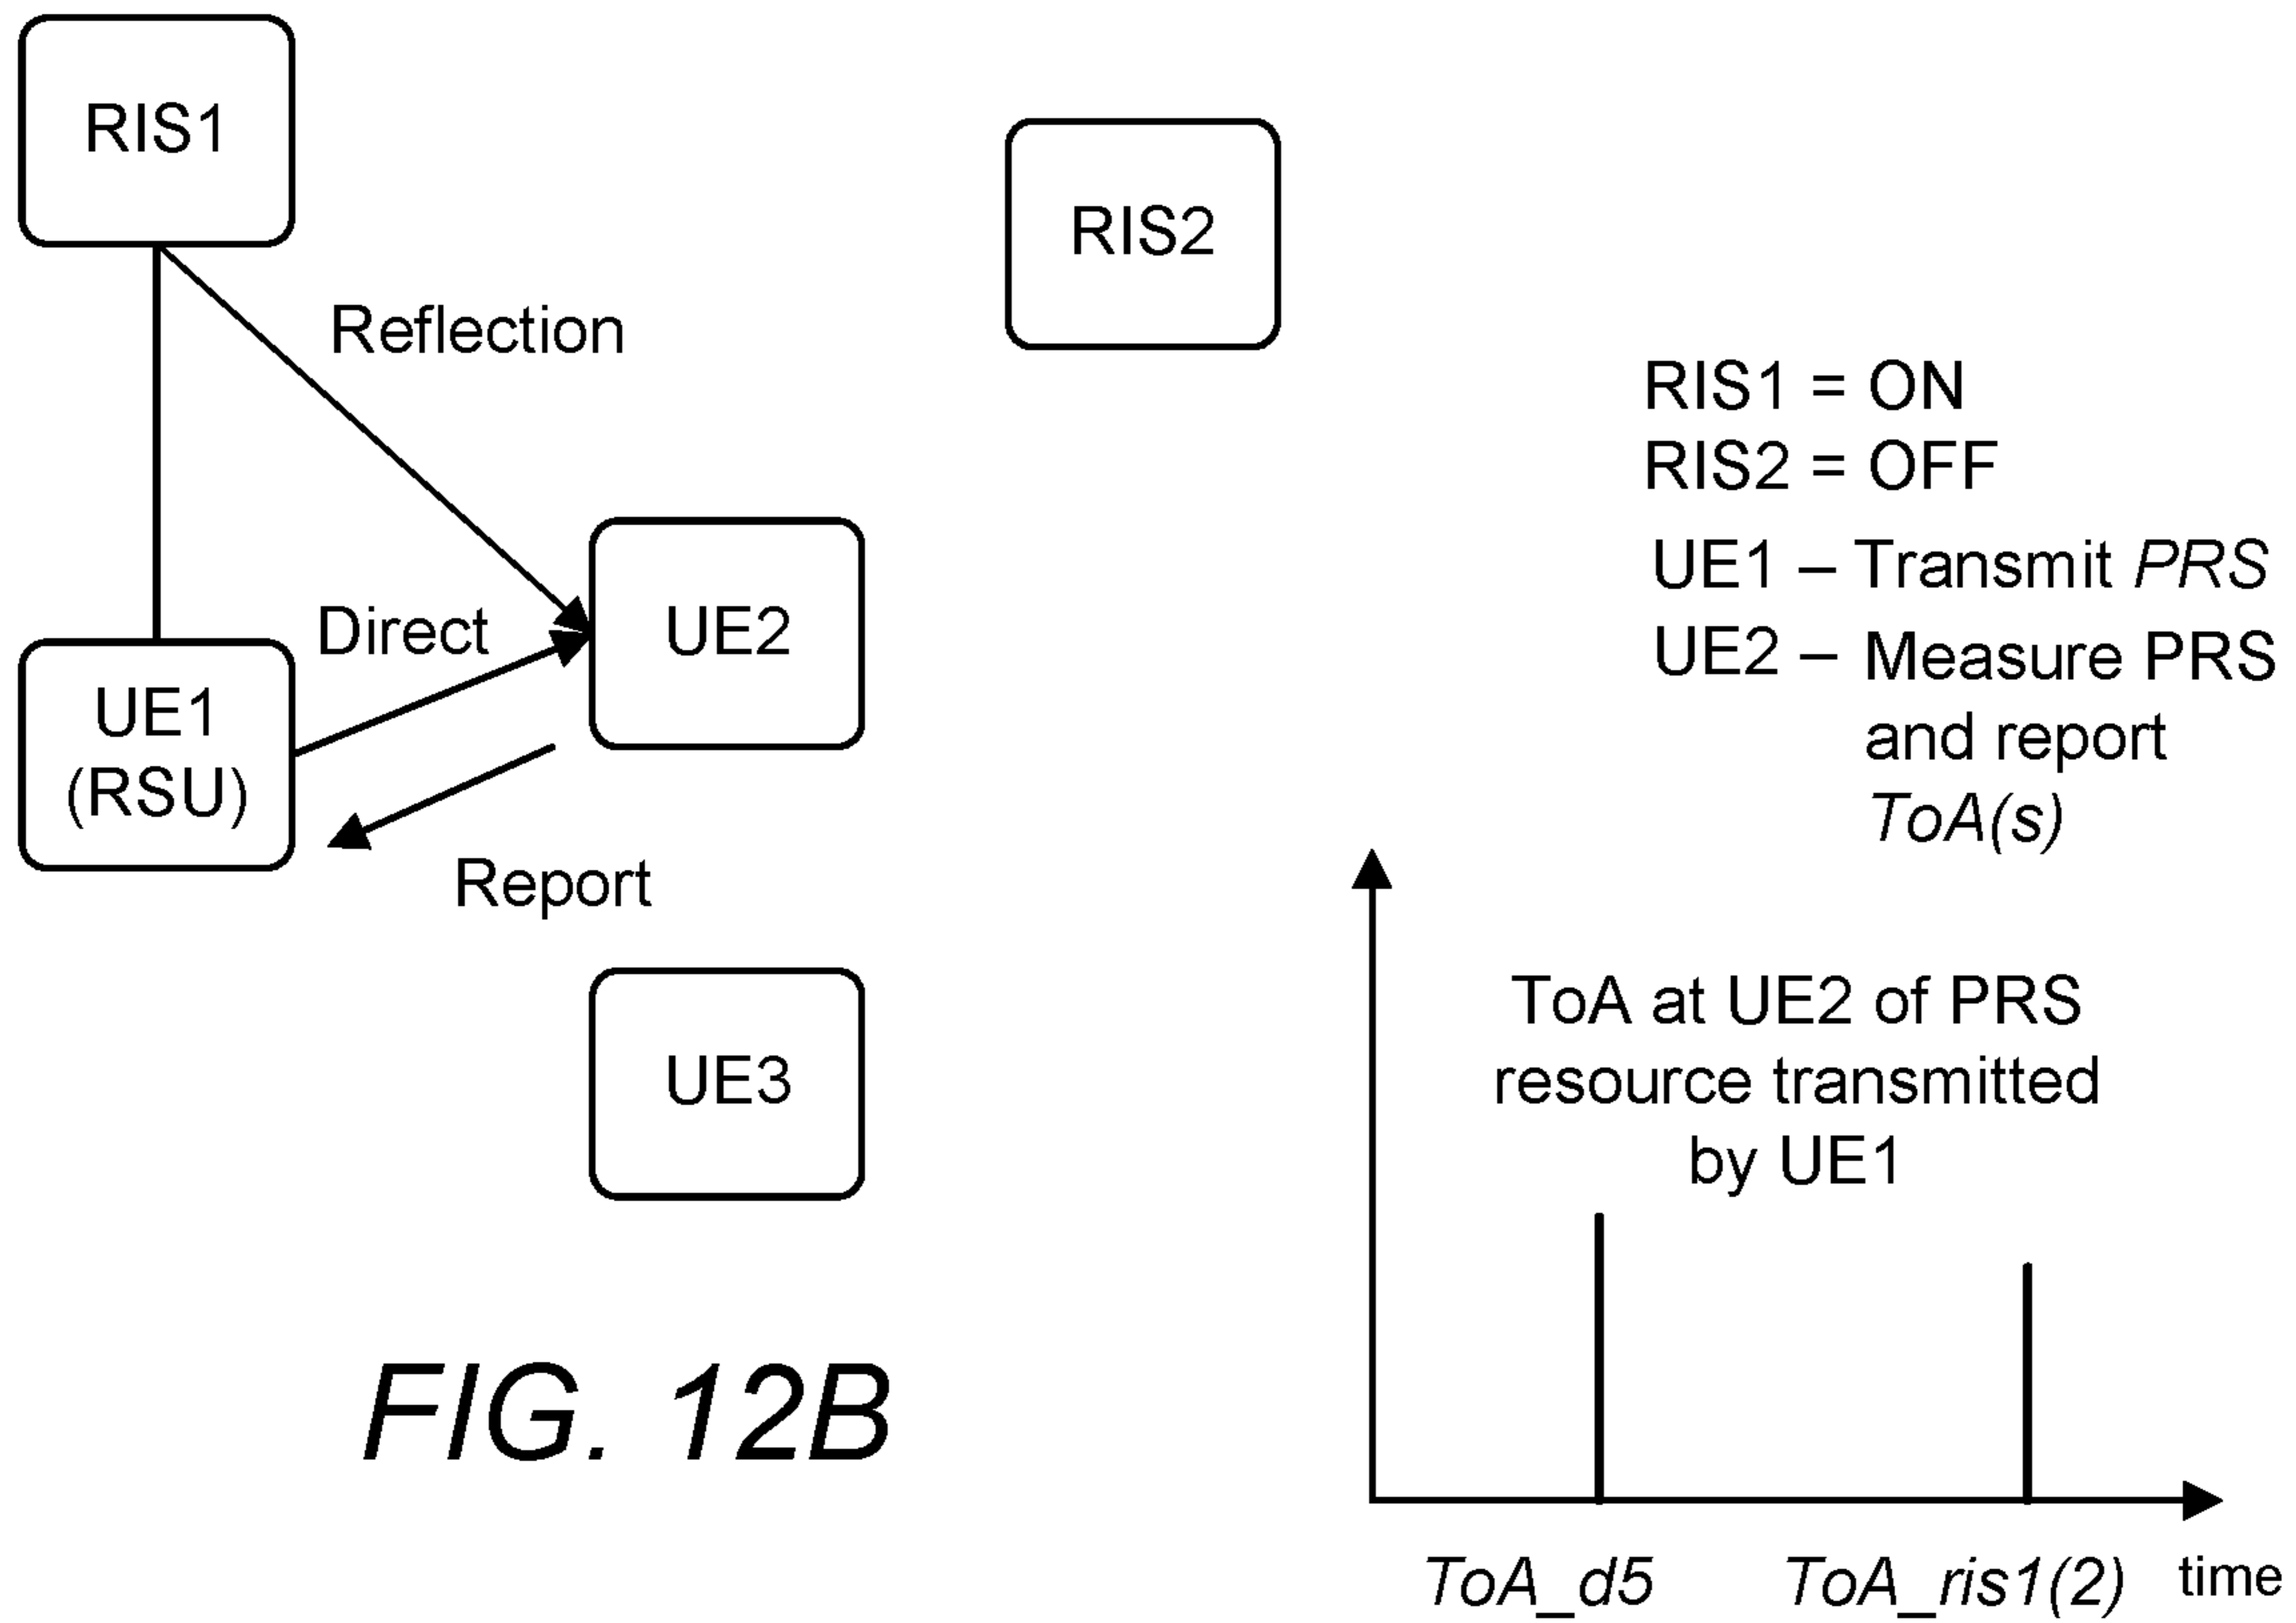 RIS1
RIS2
Reflection
RIS1 = ON
RIS2 = OFF
UE1 – Transmit PRS
UE2 – Measure PRS
and report
ToA(s)
Direct
UE2
UE1
(RSU)
Report
UE3
ToA at UE2 of PRS
resource transmitted
by UE1
ToA_d5
ToA_ris1(2)
time
FIG. 12B